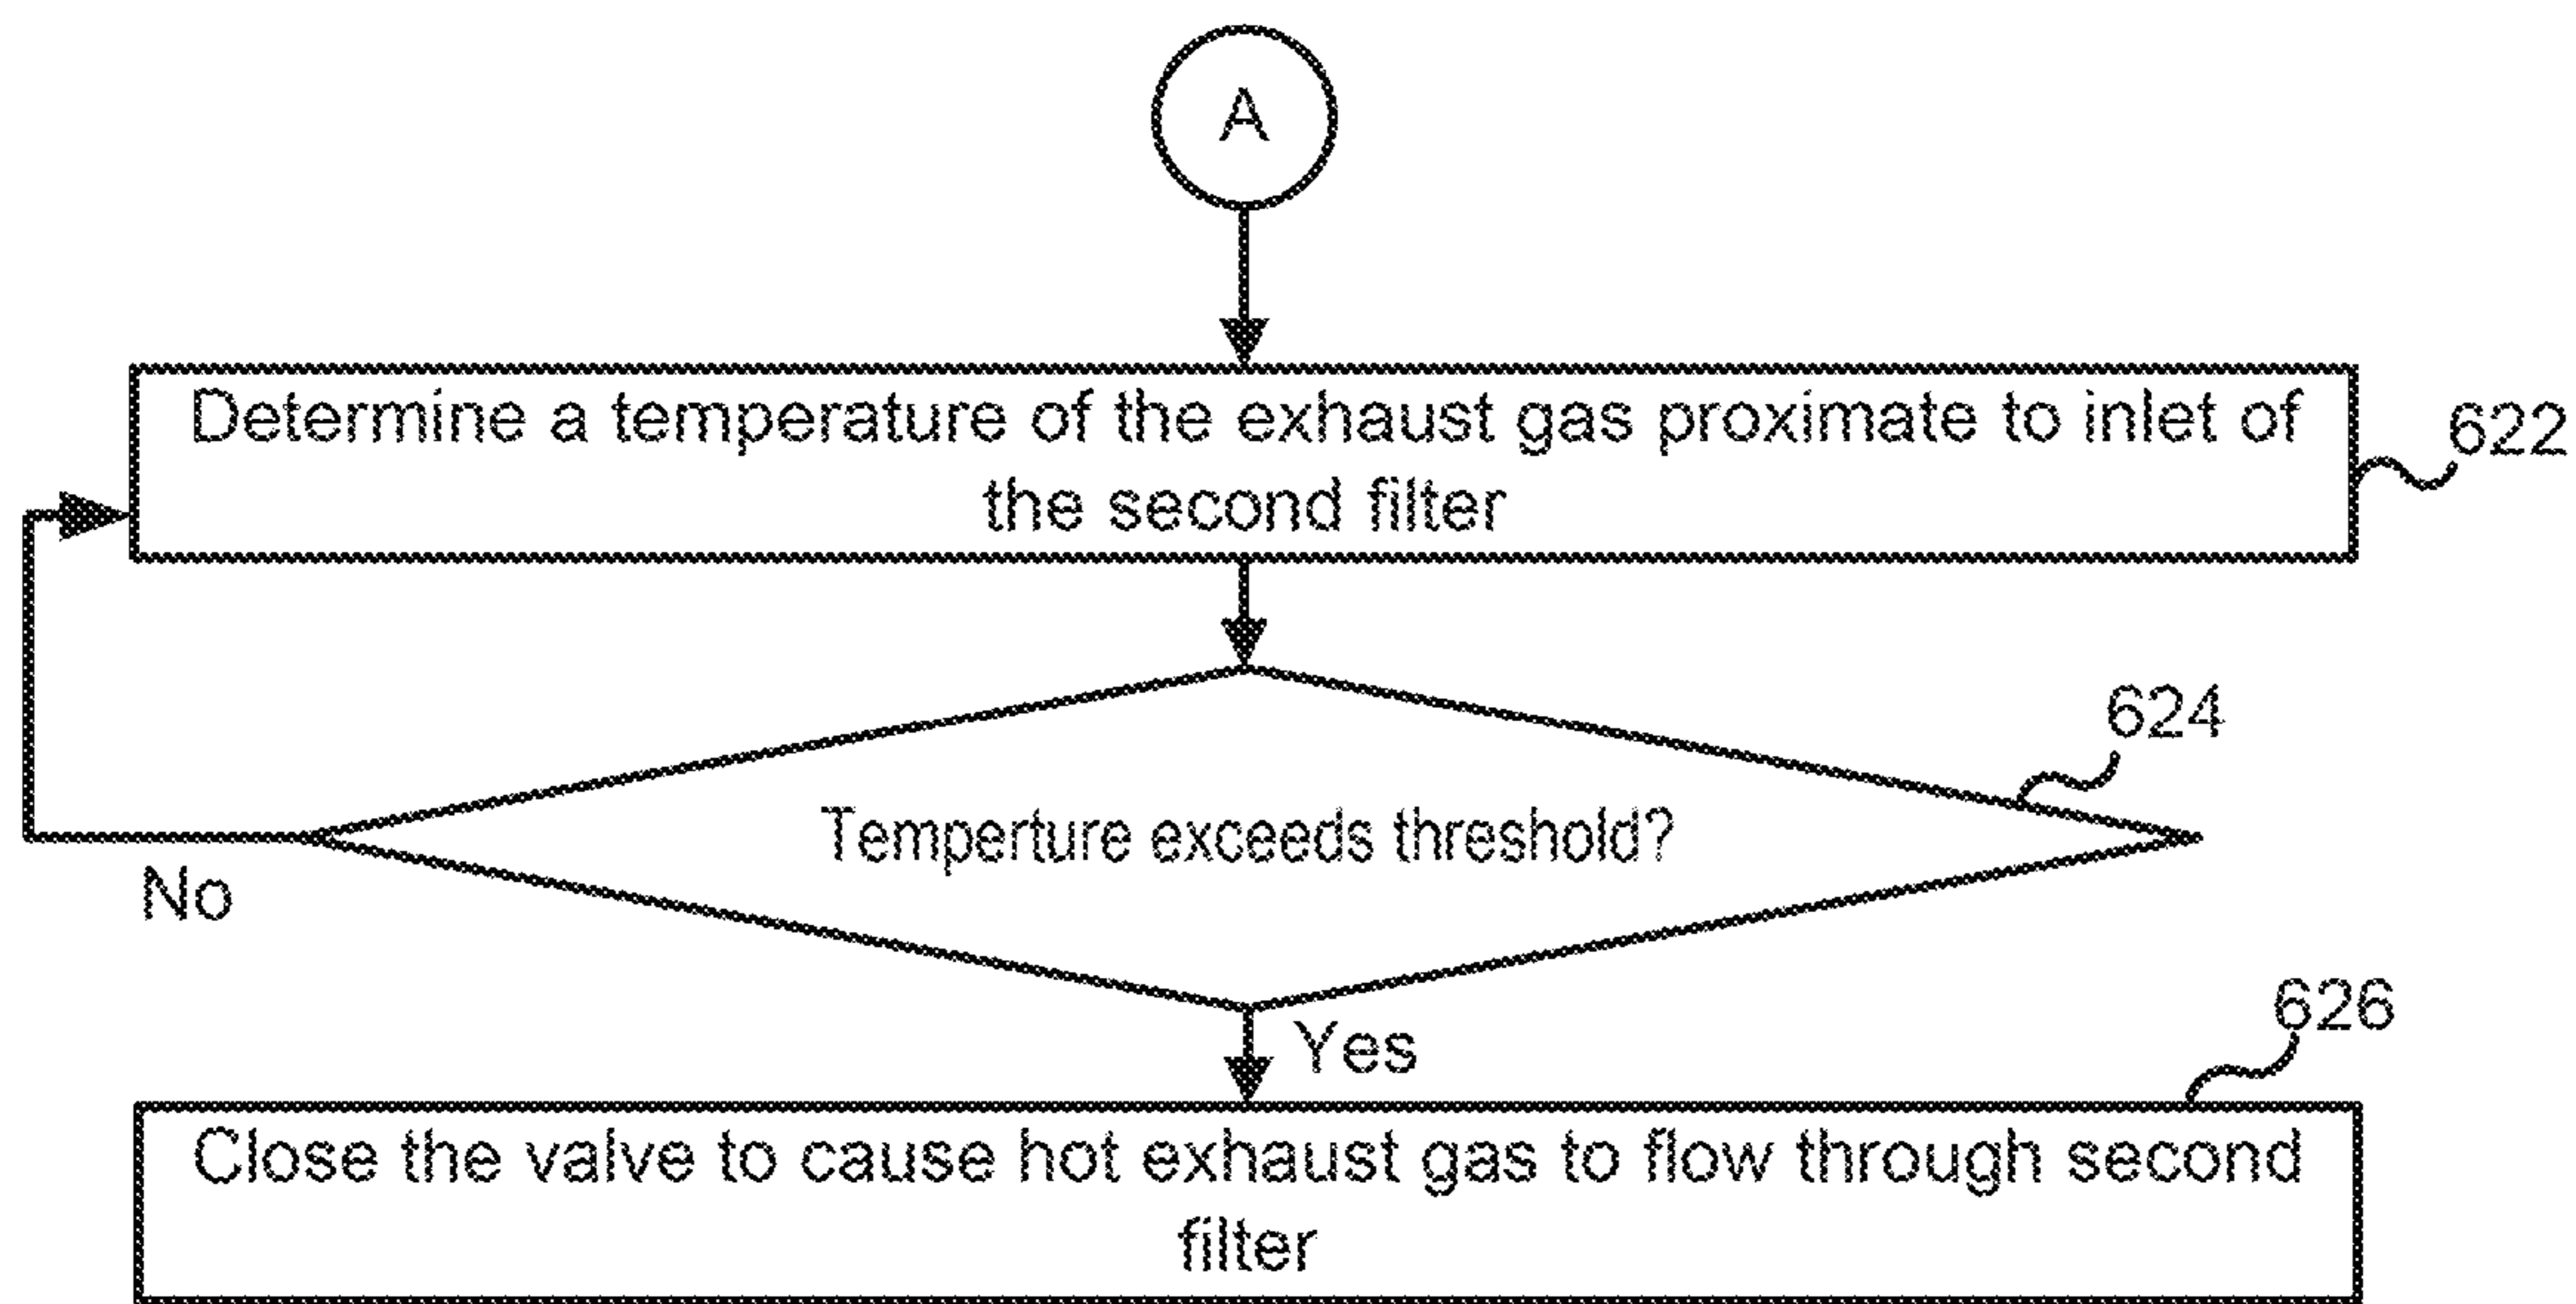 A
Determine a temperature of the exhaust gas proximate to inlet of
the second filter
622
624
Temperture exceeds threshold?
No
Yes
626
Close the valve to cause hot exhaust gas to flow through second
filter